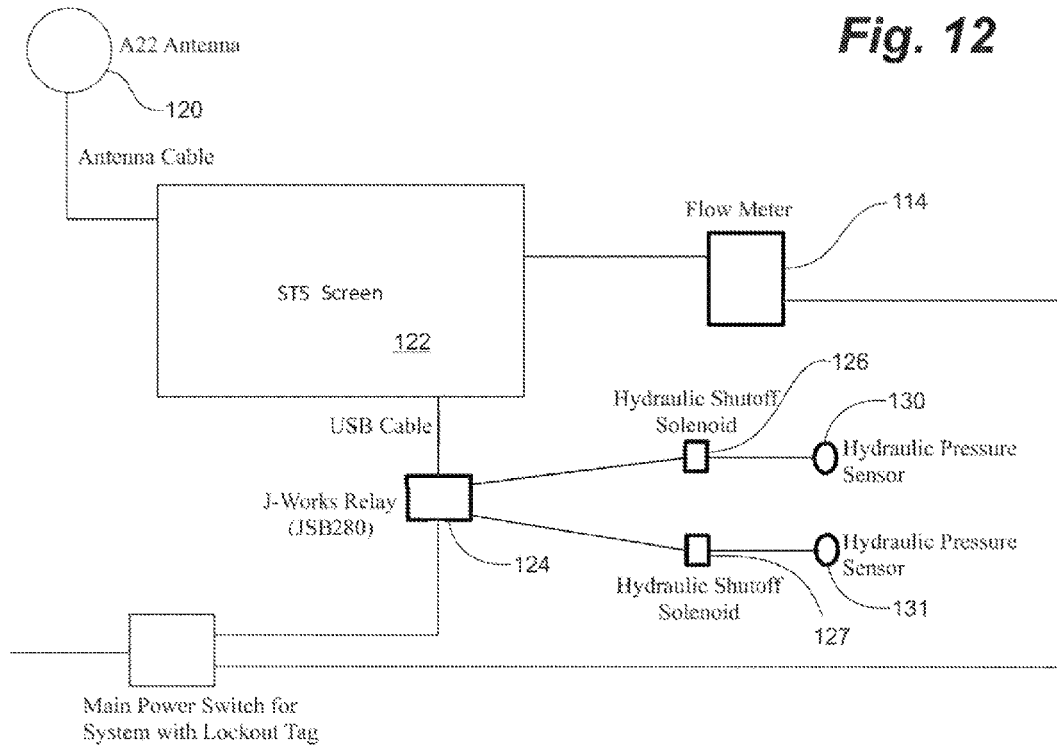 Fig. 12
A22 Antenna
120
Antenna Cable
Flow Meter
114
STS Screen
122
126
Hydraulic Shutoff
Solenoid
130
USB Cable
Hydraulic Pressure
Sensor
J-Works Relay
(JSB280)
124
Hydraulic Pressure
Sensor
Hydraulic Shutoff
Solenoid
131
127
Main Power Switch for
System with Lockout Tag